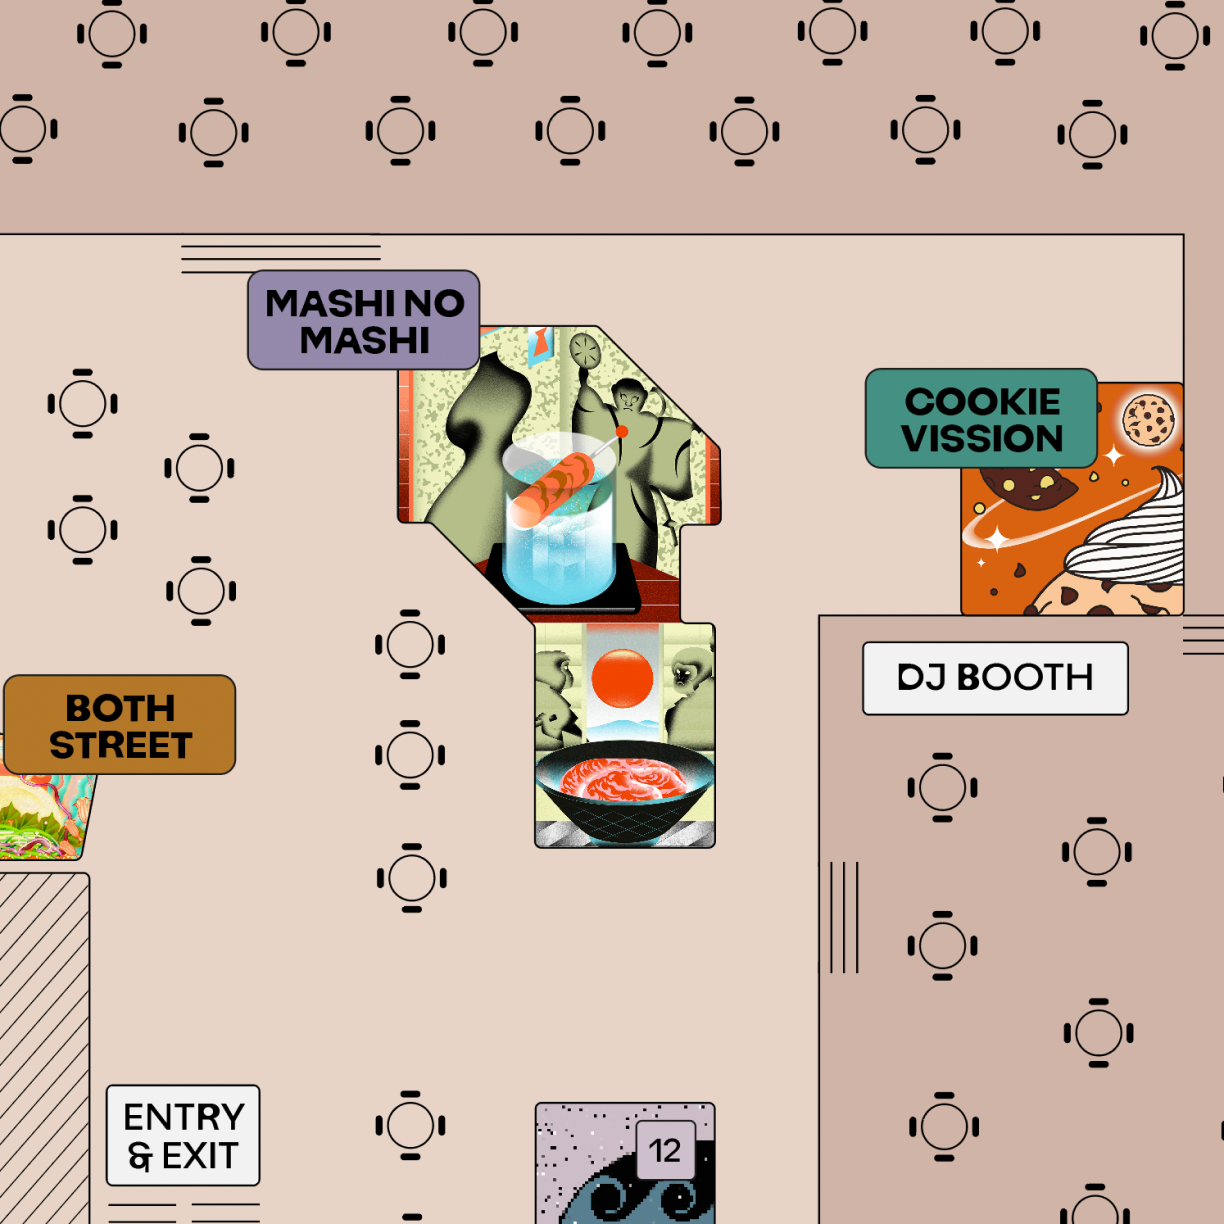 MASHI NO
MASHI
COOKIE
VISSION
DJ BOOTH
BOTH
STREET
ENTRY
& EXIT
12